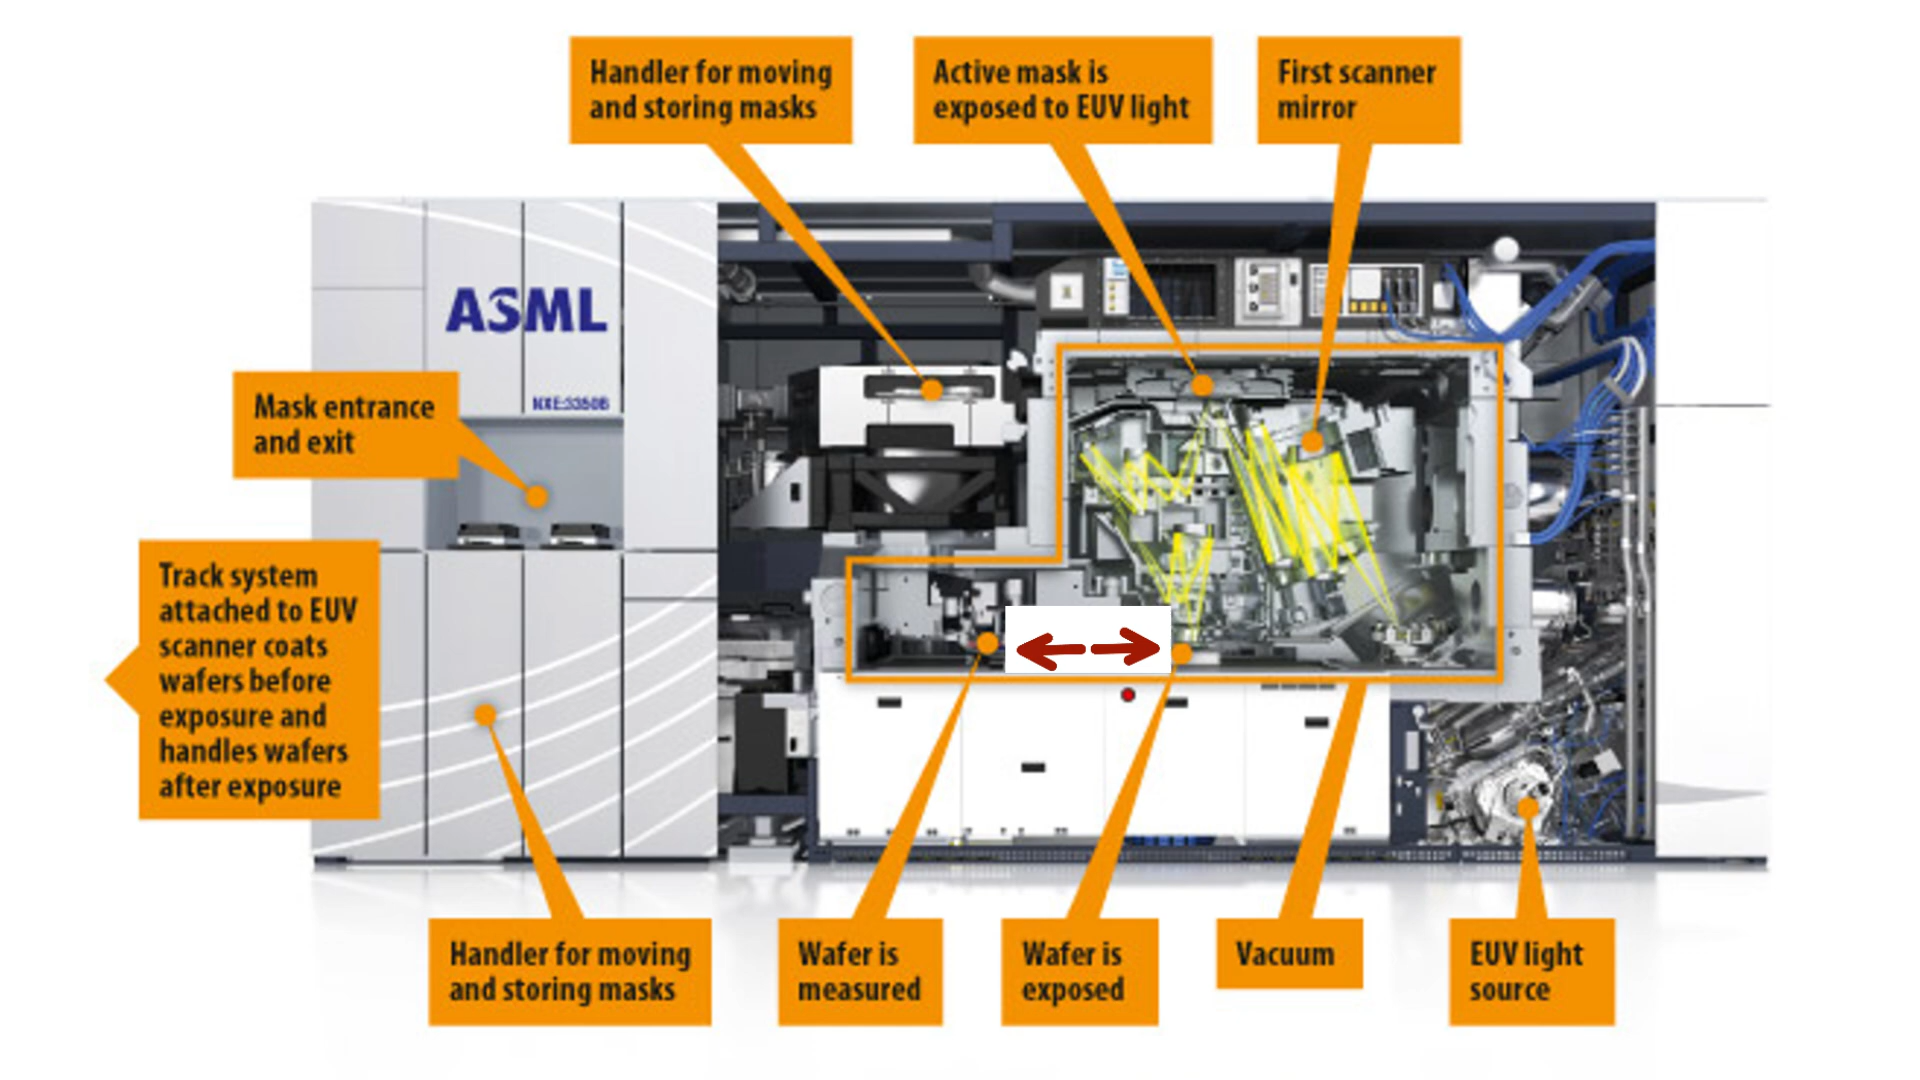 Handler for moving
and storing masks
Active mask is
exposed to EUV light
First scanner
mirror
ASML
NXE:3350B
Mask entrance
and exit
Track system
attached to EUV
scanner coats
wafers before
exposure and
handles wafers
after exposure
Handler for moving
and storing masks
Wafer is
measured
Wafer is
exposed
Vacuum
EUV light
source